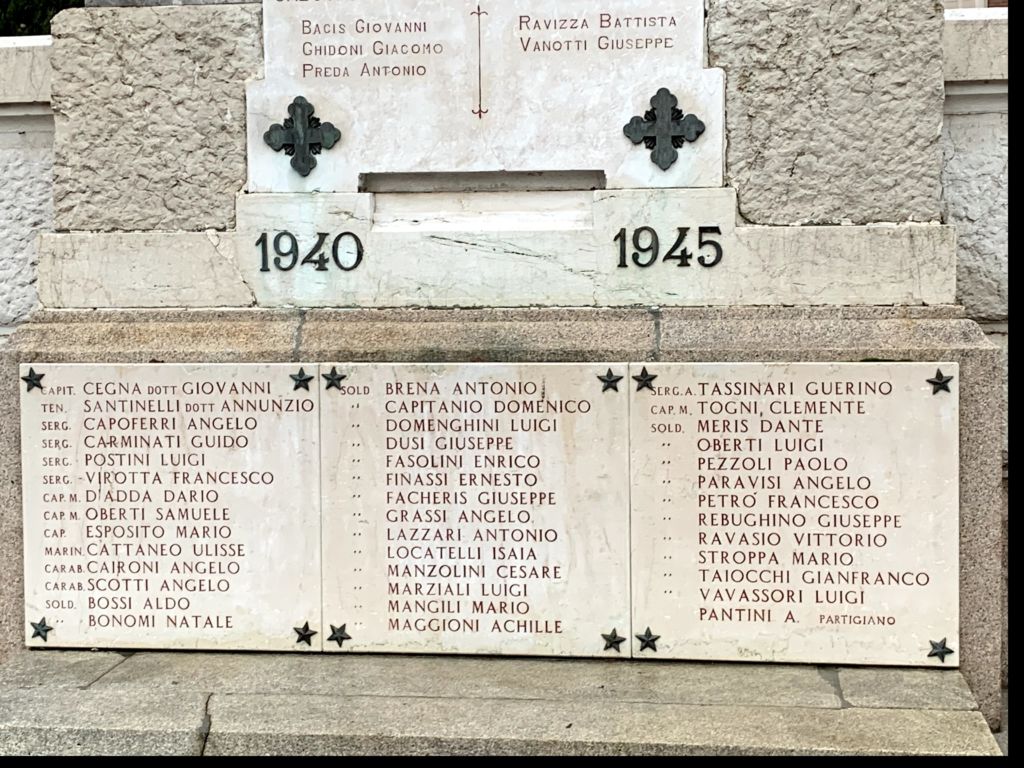 BACIS GIOVANNI
GHIDONI GIACOMO
PREDA ANTONIO
RAVIZZA BATTISTA
VANOTTI GIUSEPPE
1940 1945
CAPIT. CEGNA DOTT GIOVANNI
TEN. SANTINELLI DOTT ANNUNZIO
SERG. CAPOFERRI ANGELO
SERG. CARMINATI GUIDO
SERG. POSTINI LUIGI
SERG. VIROTTA FRANCESCO
CAP. M. D'ADDA DARIO
CAP. M. OBERTI SAMUELE
CAP. ESPOSITO MARIO
MARIN. CATTANEO ULISSE
CARAB. CAIRONI ANGELO
CARAB. SCOTTI ANGELO
SOLD. BOSSI ALDO
" BONOMI NATALE
SOLD BRENA ANTONIO
" CAPITANIO DOMENICO
" DOMENGHINI LUIGI
" DUSI GIUSEPPE
" FASOLINI ENRICO
" FINASSI ERNESTO
" FACHERIS GIUSEPPE
" GRASSI ANGELO
" LAZZARI ANTONIO
" LOCATELLI ISAIA
" MANZOLINI CESARE
" MARZIALI LUIGI
" MANGILI MARIO
" MAGGIONI ACHILLE
SERG. A. TASSINARI GUERINO
CAP. M. TOGNI CLEMENTE
SOLD. MERIS DANTE
" OBERTI LUIGI
" PEZZOLI PAOLO
" PARAVISI ANGELO
" PETRÒ FRANCESCO
" REBUGHINO GIUSEPPE
" RAVASIO VITTORIO
" STROPPA MARIO
" TAIOCCHI GIANFRANCO
" VAVASSORI LUIGI
PANTINI A. PARTIGIANO